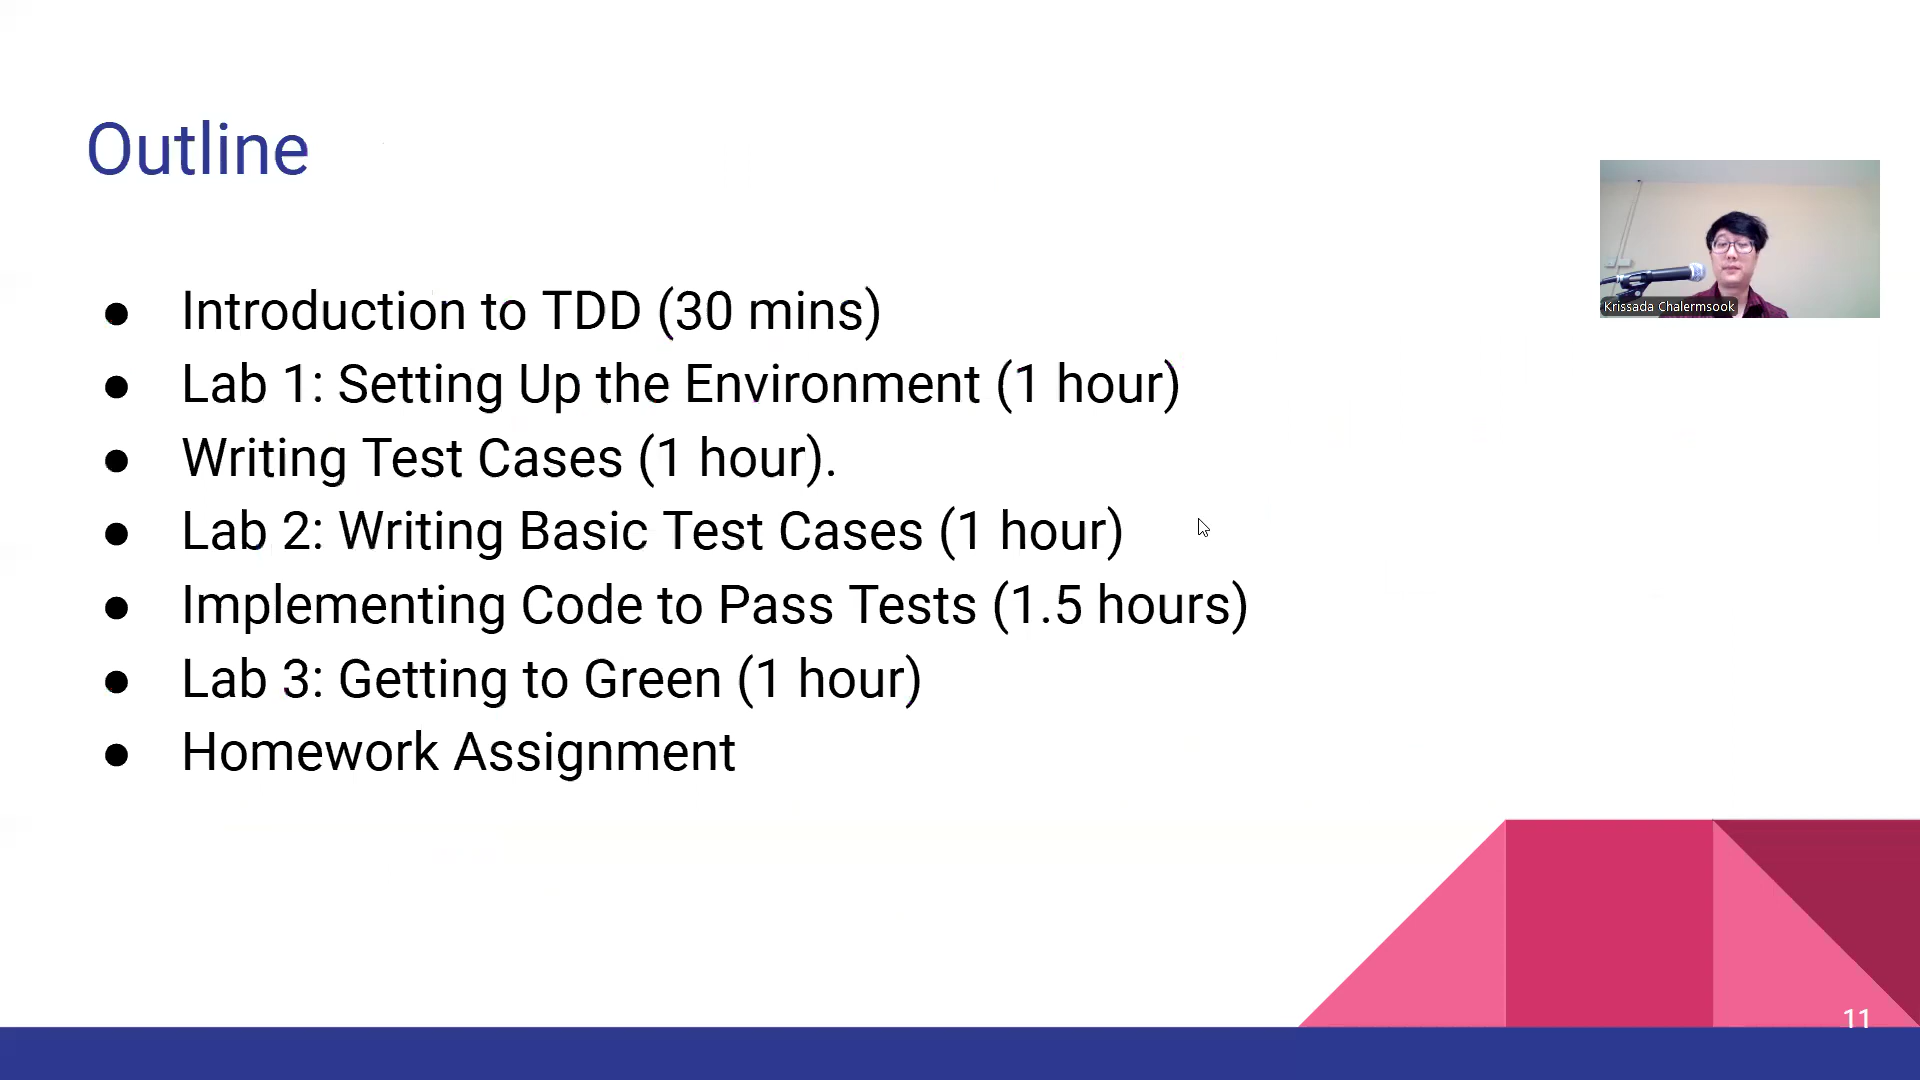 Outline
Krissada Chalermsook
● Introduction to TDD (30 mins)
● Lab 1: Setting Up the Environment (1 hour)
● Writing Test Cases (1 hour).
● Lab 2: Writing Basic Test Cases (1 hour)
● Implementing Code to Pass Tests (1.5 hours)
● Lab 3: Getting to Green (1 hour)
● Homework Assignment
11